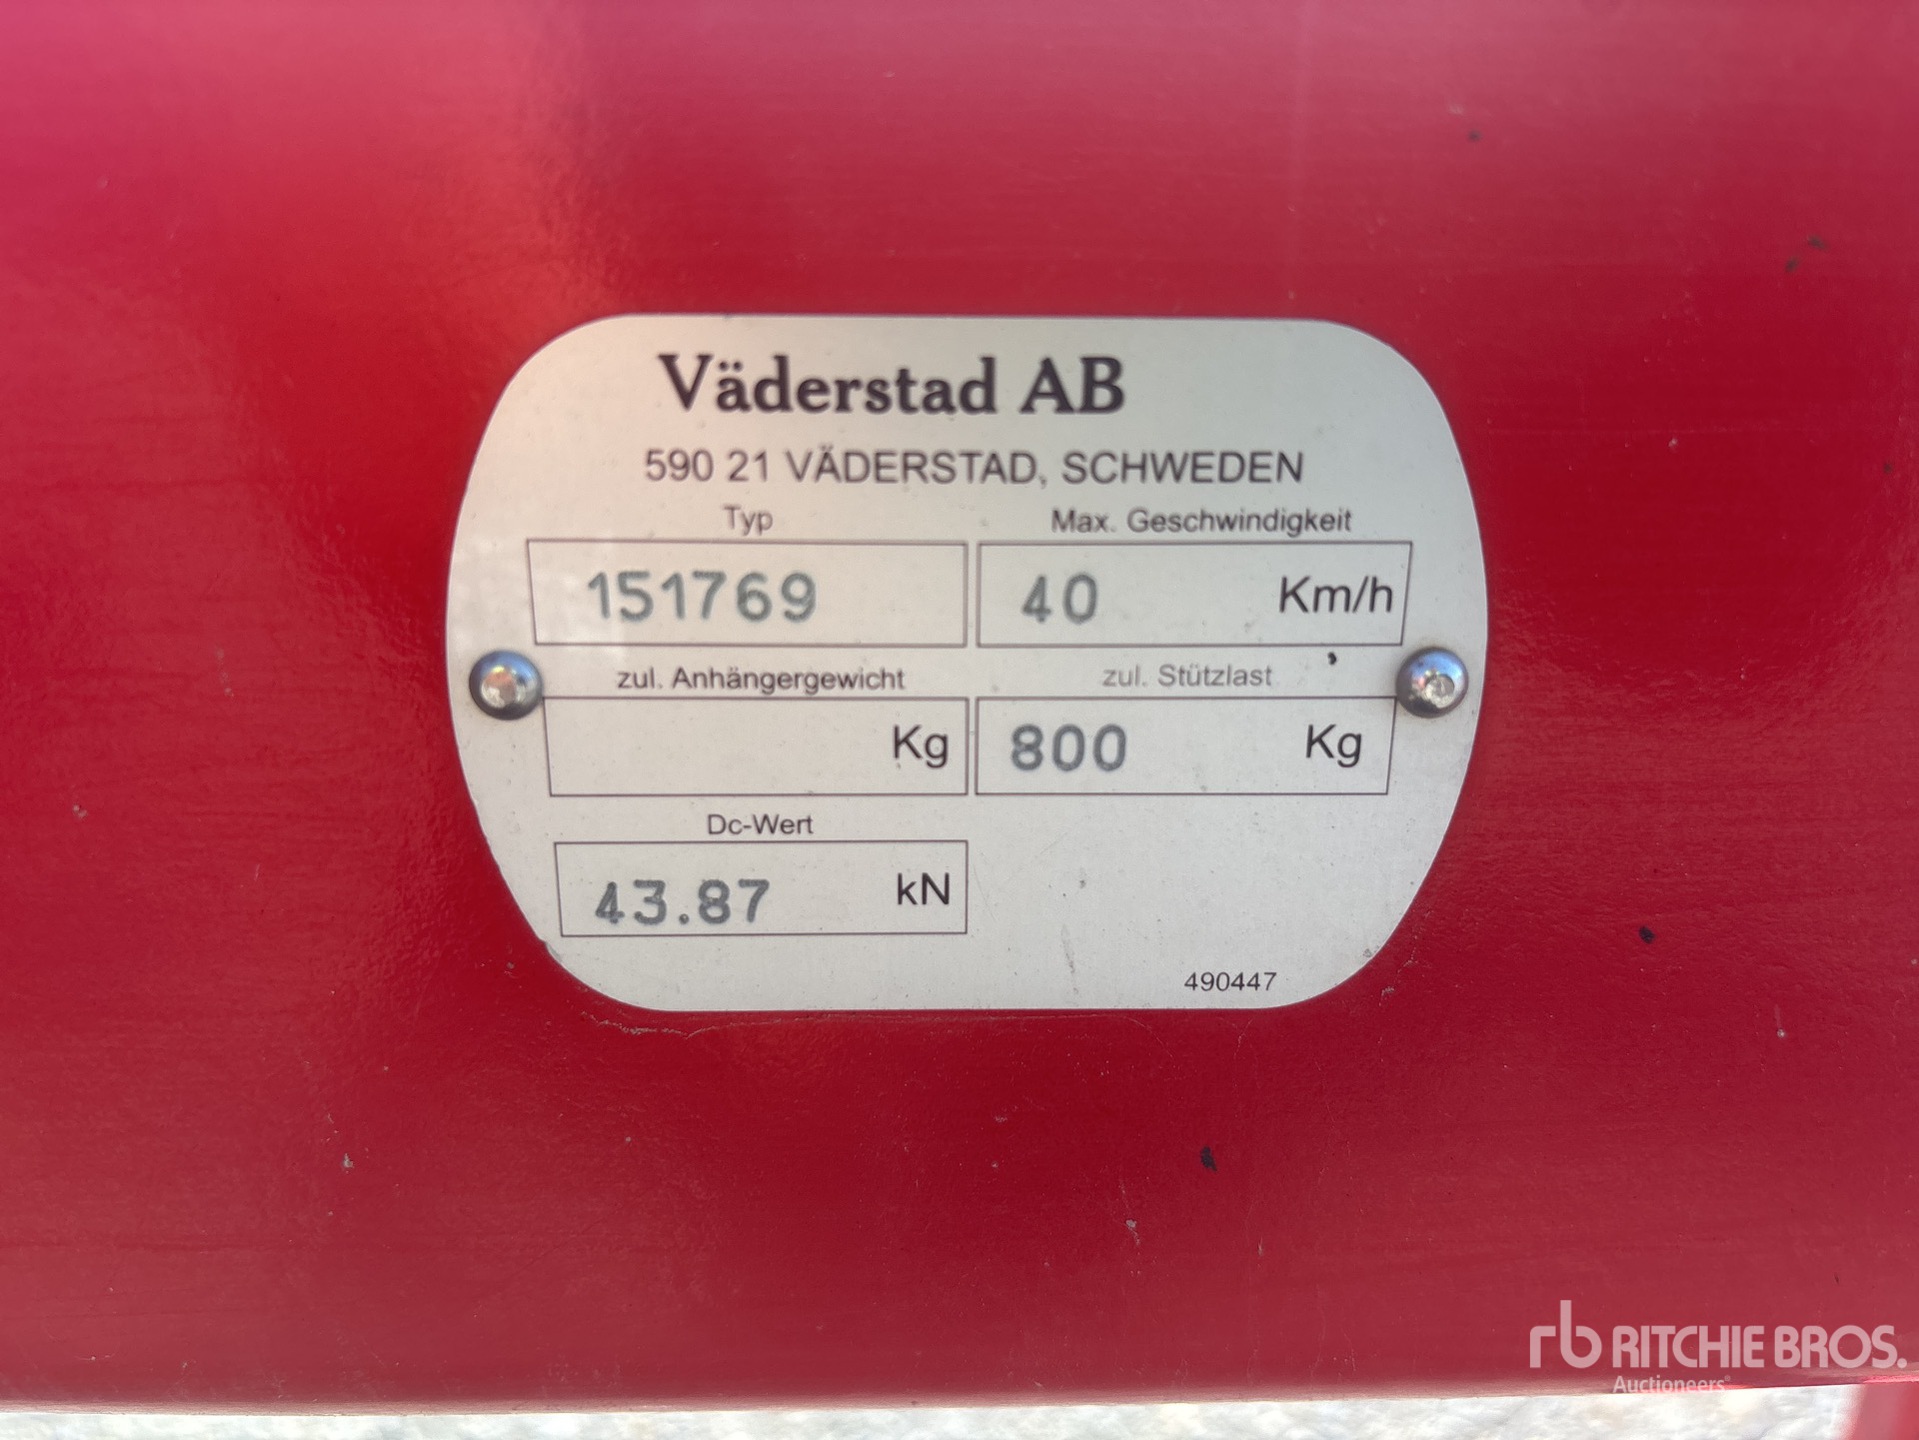 Väderstad AB
590 21 VÄDERSTAD, SCHWEDEN
Typ Max. Geschwindigkeit
151769 40 Km/h
zul. Anhängergewicht zul. Stützlast
Kg 800 Kg
Dc-Wert
43.87 kN
490447
rb RITCHIE BROS.
Auctioneers®